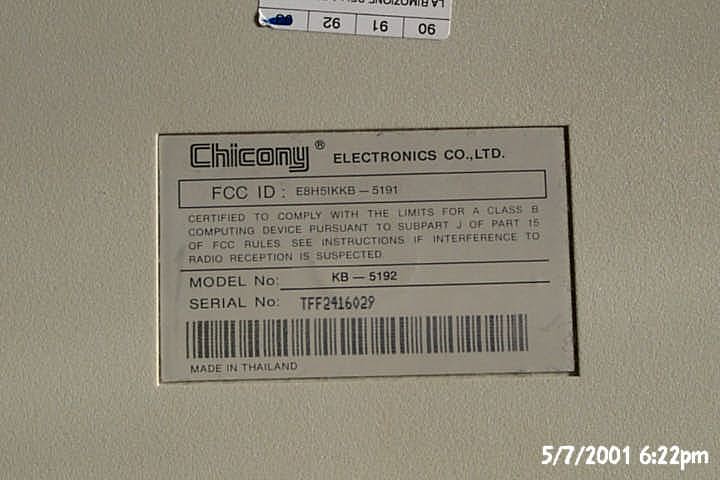 LA RIMOZIONE
90 91 92
Chicony® ELECTRONICS CO.,LTD.
FCC ID : E8H5IKKB — 5191
CERTIFIED TO COMPLY WITH THE LIMITS FOR A CLASS B
COMPUTING DEVICE PURSUANT TO SUBPART J OF PART 15
OF FCC RULES. SEE INSTRUCTIONS IF INTERFERENCE TO
RADIO RECEPTION IS SUSPECTED
MODEL No: KB — 5192
SERIAL No: TFF2416029
MADE IN THAILAND
5/7/2001 6:22pm